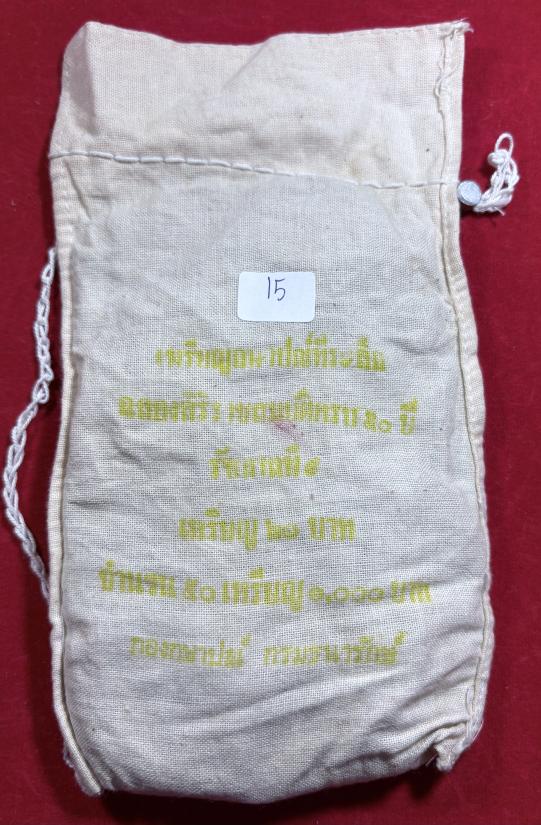 15
เหรียญกษาปณ์ที่ระลึก
ฉลองสิริราชสมบัติครบ ๕๐ ปี
รัชกาลที่ ๙
เหรียญ ๒๐ บาท
จำนวน ๕๐ เหรียญ ๑,๐๐๐ บาท
กองกษาปณ์ กรมธนารักษ์